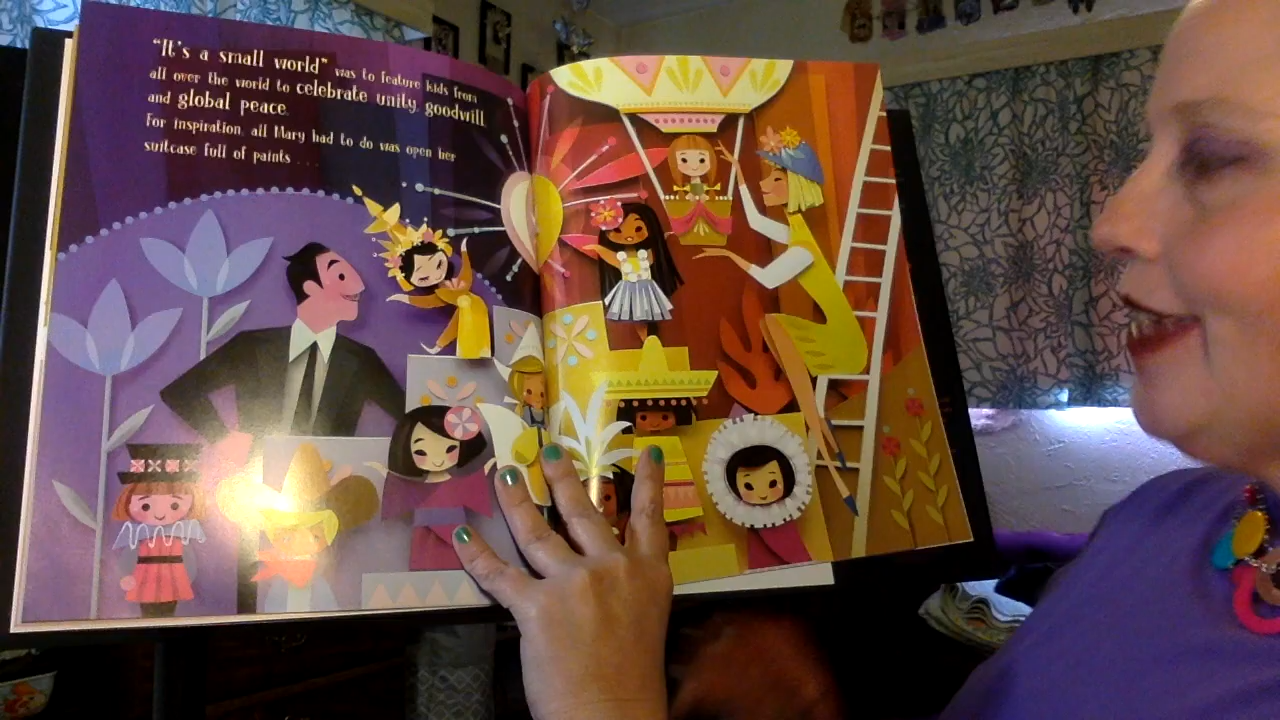 “It’s a small world” was to feature kids from
all over the world to celebrate unity, goodwill,
and global peace.
For inspiration, all Mary had to do was open her
suitcase full of paints . . .